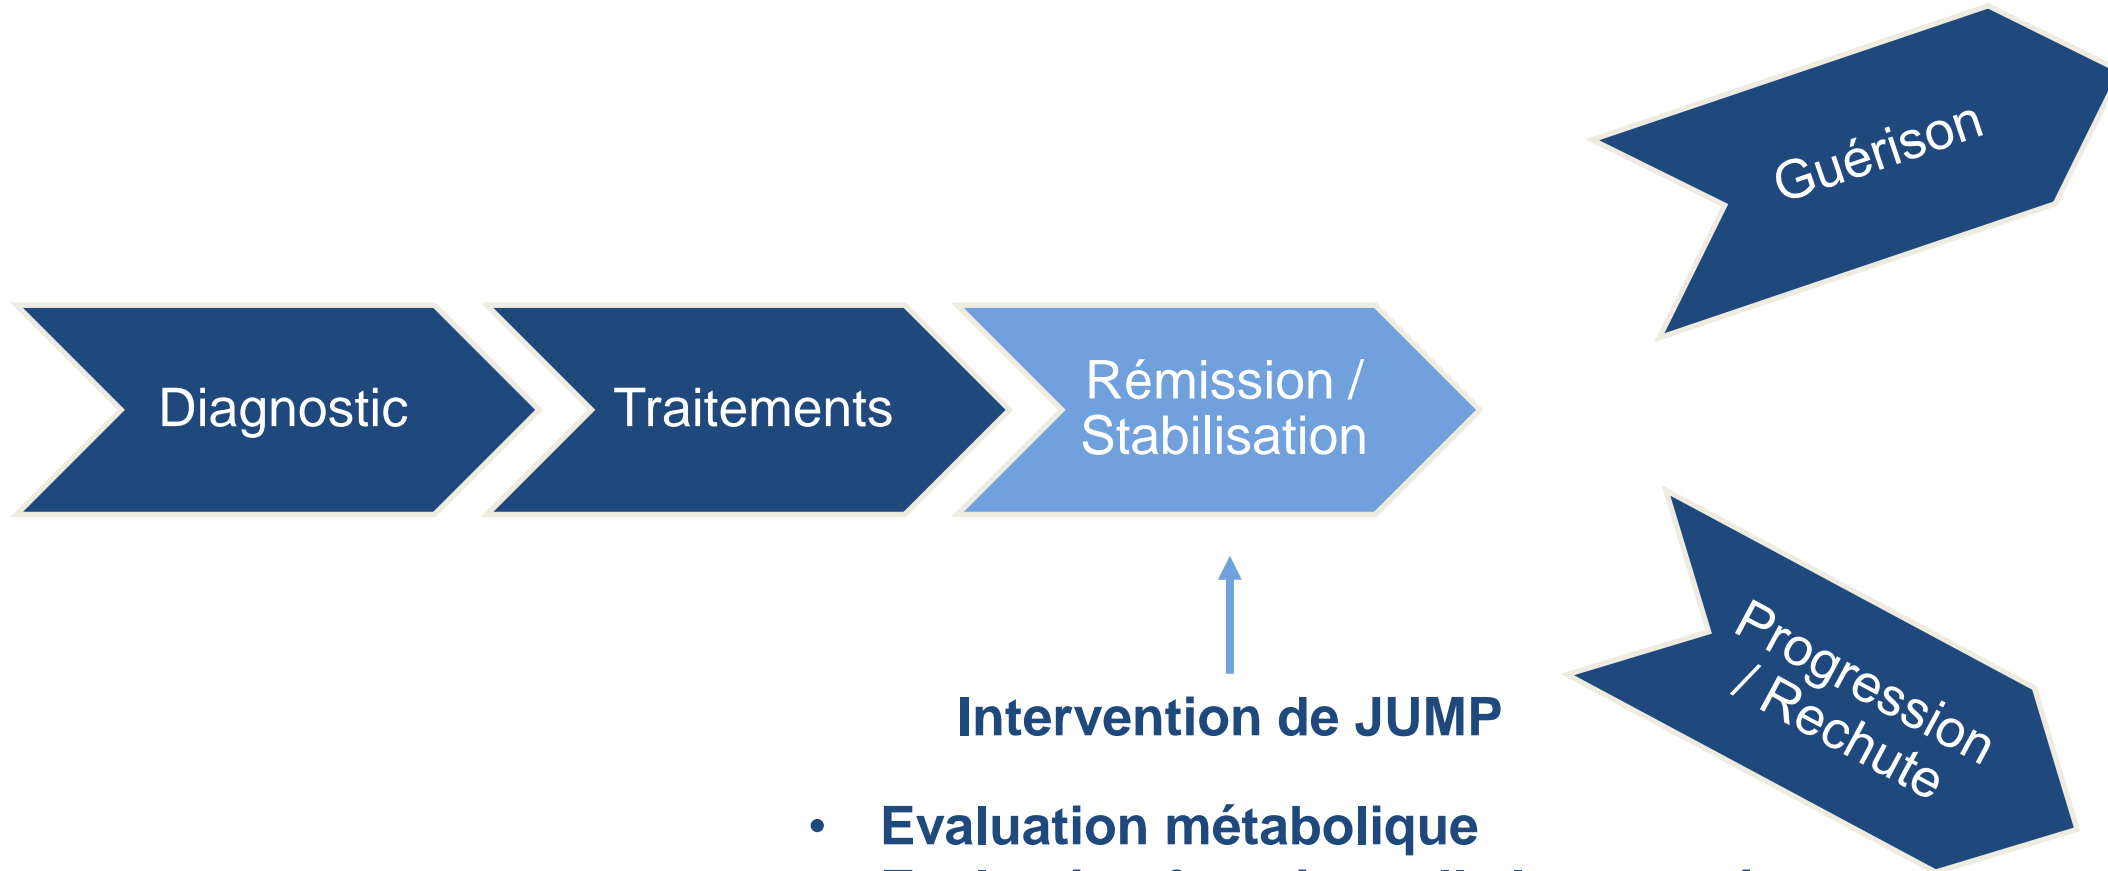 Guérison
Diagnostic
Traitements
Rémission /
Stabilisation
Progression
/ Rechute
Intervention de JUMP
• Evaluation métabolique